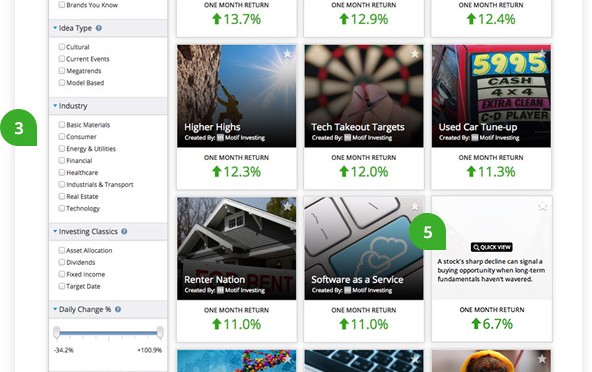 Brands You Know
Idea Type
Cultural
Current Events
Megatrends
Model Based
3
Industry
Basic Materials
Consumer
Energy & Utilities
Financial
Healthcare
Industrials & Transport
Real Estate
Technology
Investing Classics
Asset Allocation
Dividends
Fixed Income
Target Date
Daily Change %
-34.2%
+100.9%
ONE MONTH RETURN
13.7%
ONE MONTH RETURN
12.9%
ONE MONTH RETURN
12.4%
Higher Highs
Created By: Motif Investing
ONE MONTH RETURN
12.3%
Tech Takeout Targets
Created By: Motif Investing
ONE MONTH RETURN
12.0%
5995
CASH
4x4
EXTRA CLEAN
C-D PLAYER
Used Car Tune-up
Created By: Motif Investing
ONE MONTH RETURN
11.3%
FOR RENT
Renter Nation
Created By: Motif Investing
ONE MONTH RETURN
11.0%
Software as a Service
Created By: Motif Investing
ONE MONTH RETURN
11.0%
5
QUICK VIEW
A stock's sharp decline can signal a
buying opportunity when long-term
fundamentals haven't wavered.
ONE MONTH RETURN
6.7%